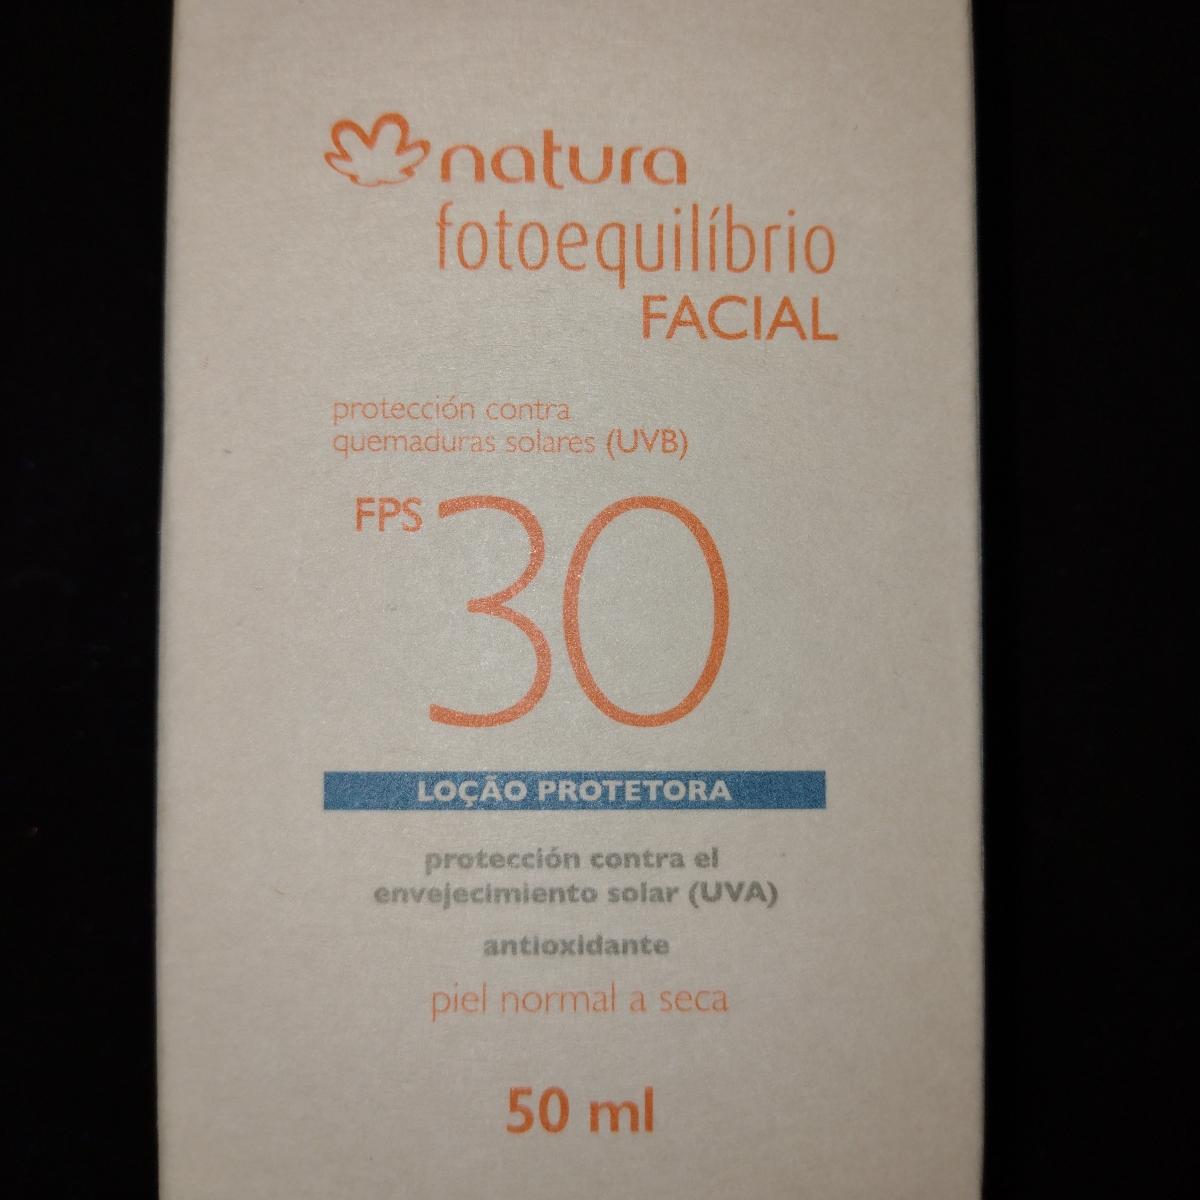 natura
fotoequilíbrio
FACIAL
protección contra
quemaduras solares (UVB)
FPS 30
LOÇÃO PROTETORA
protección contra el
envejecimiento solar (UVA)
antioxidante
piel normal a seca
50 ml